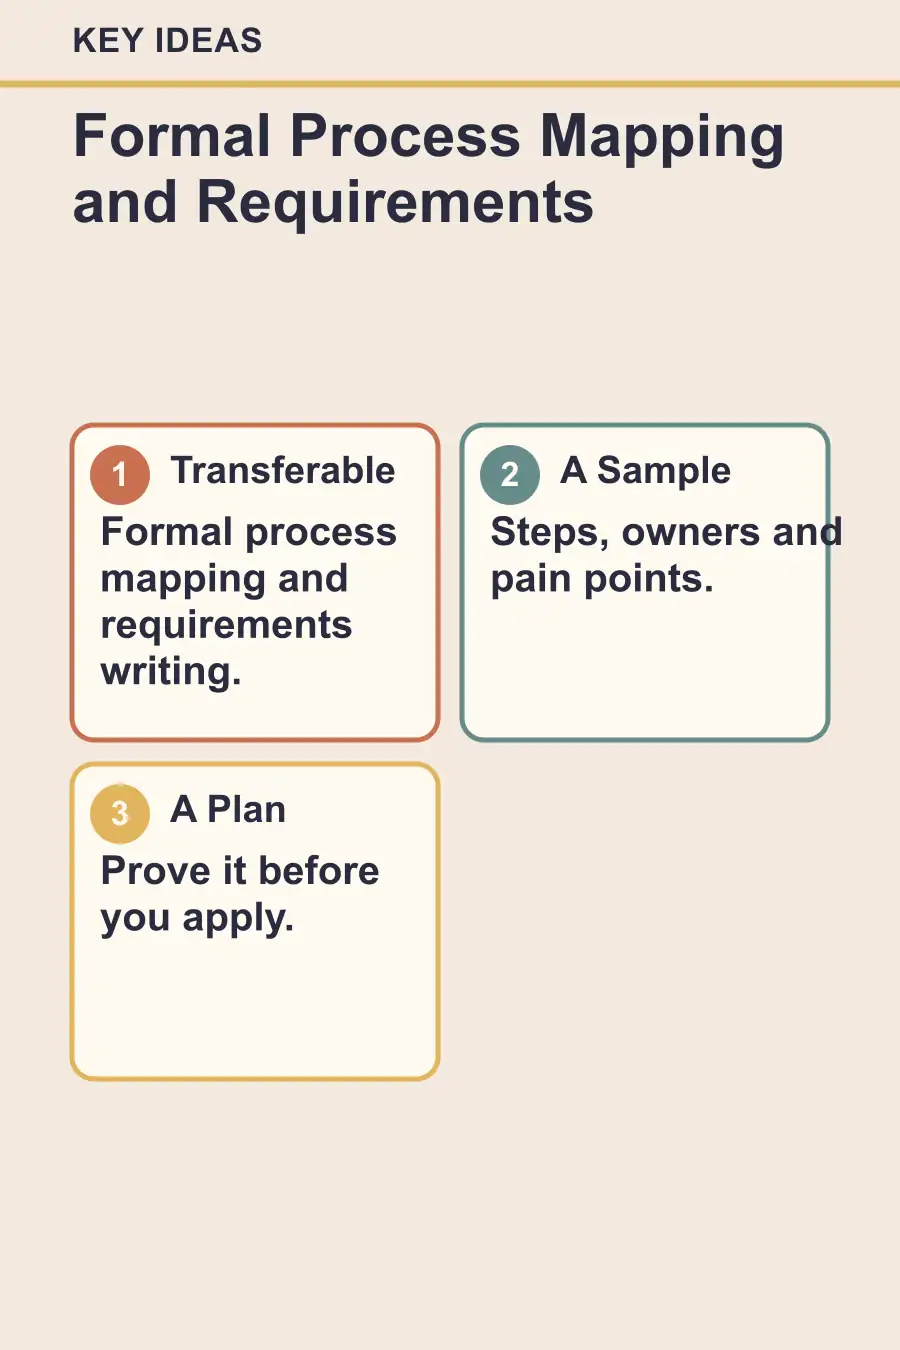 KEY IDEAS
Formal Process Mapping
and Requirements
1 Transferable
Formal process
mapping and
requirements
writing.
2 A Sample
Steps, owners and
pain points.
3 A Plan
Prove it before
you apply.